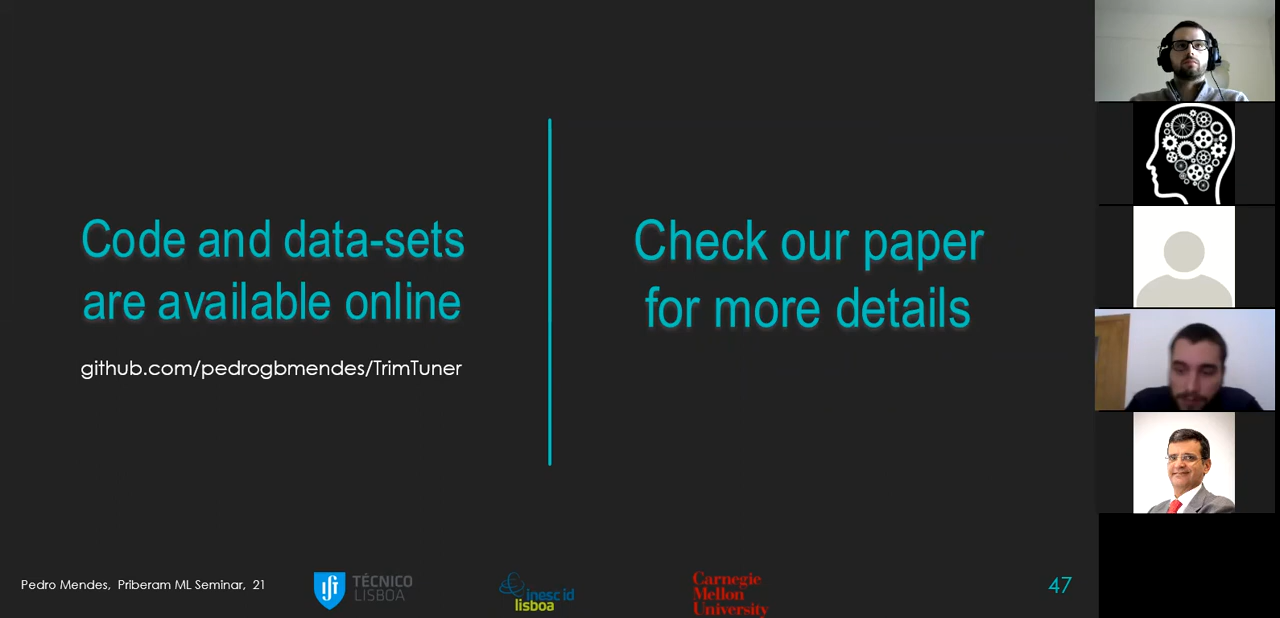 Code and data-sets
are available online
github.com/pedrogbmendes/TrimTuner
Check our paper
for more details
Pedro Mendes, Priberam ML Seminar, 21
TÉCNICO
LISBOA
inesc id
lisboa
Carnegie
Mellon
University
47